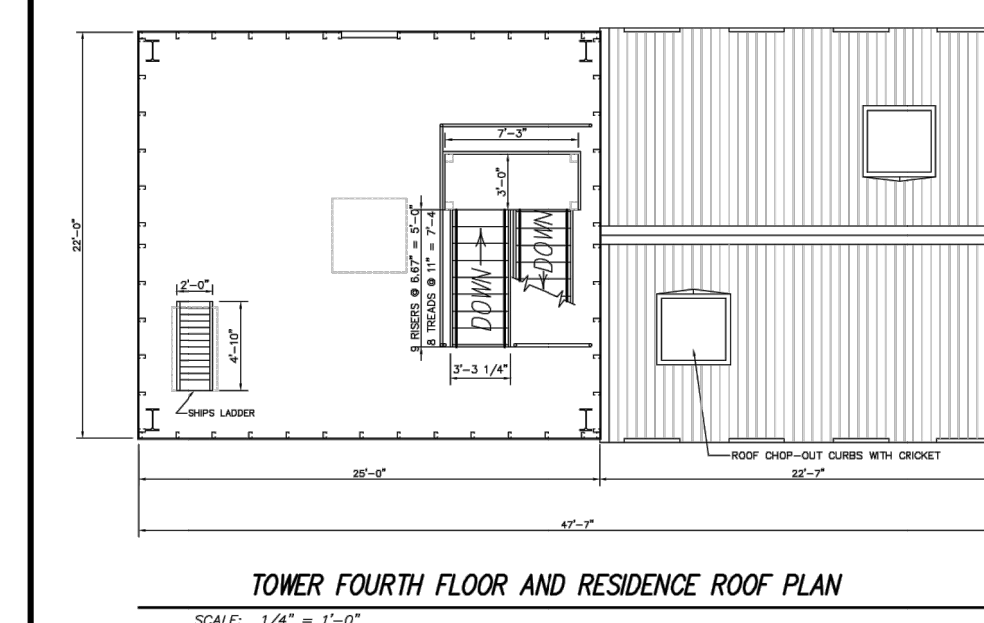 7'-3"
3'-0"
22'-0"
9 RISERS @ 6.67" = 5'-0"
8 TREADS @ 11" = 7'-4
DOWN
DOWN
2'-0"
4'-10"
3'-3 1/4"
SHIPS LADDER
ROOF CHOP-OUT CURBS WITH CRICKET
25'-0"
22'-7"
47'-7"
TOWER FOURTH FLOOR AND RESIDENCE ROOF PLAN
SCALE: 1/4" = 1'-0"